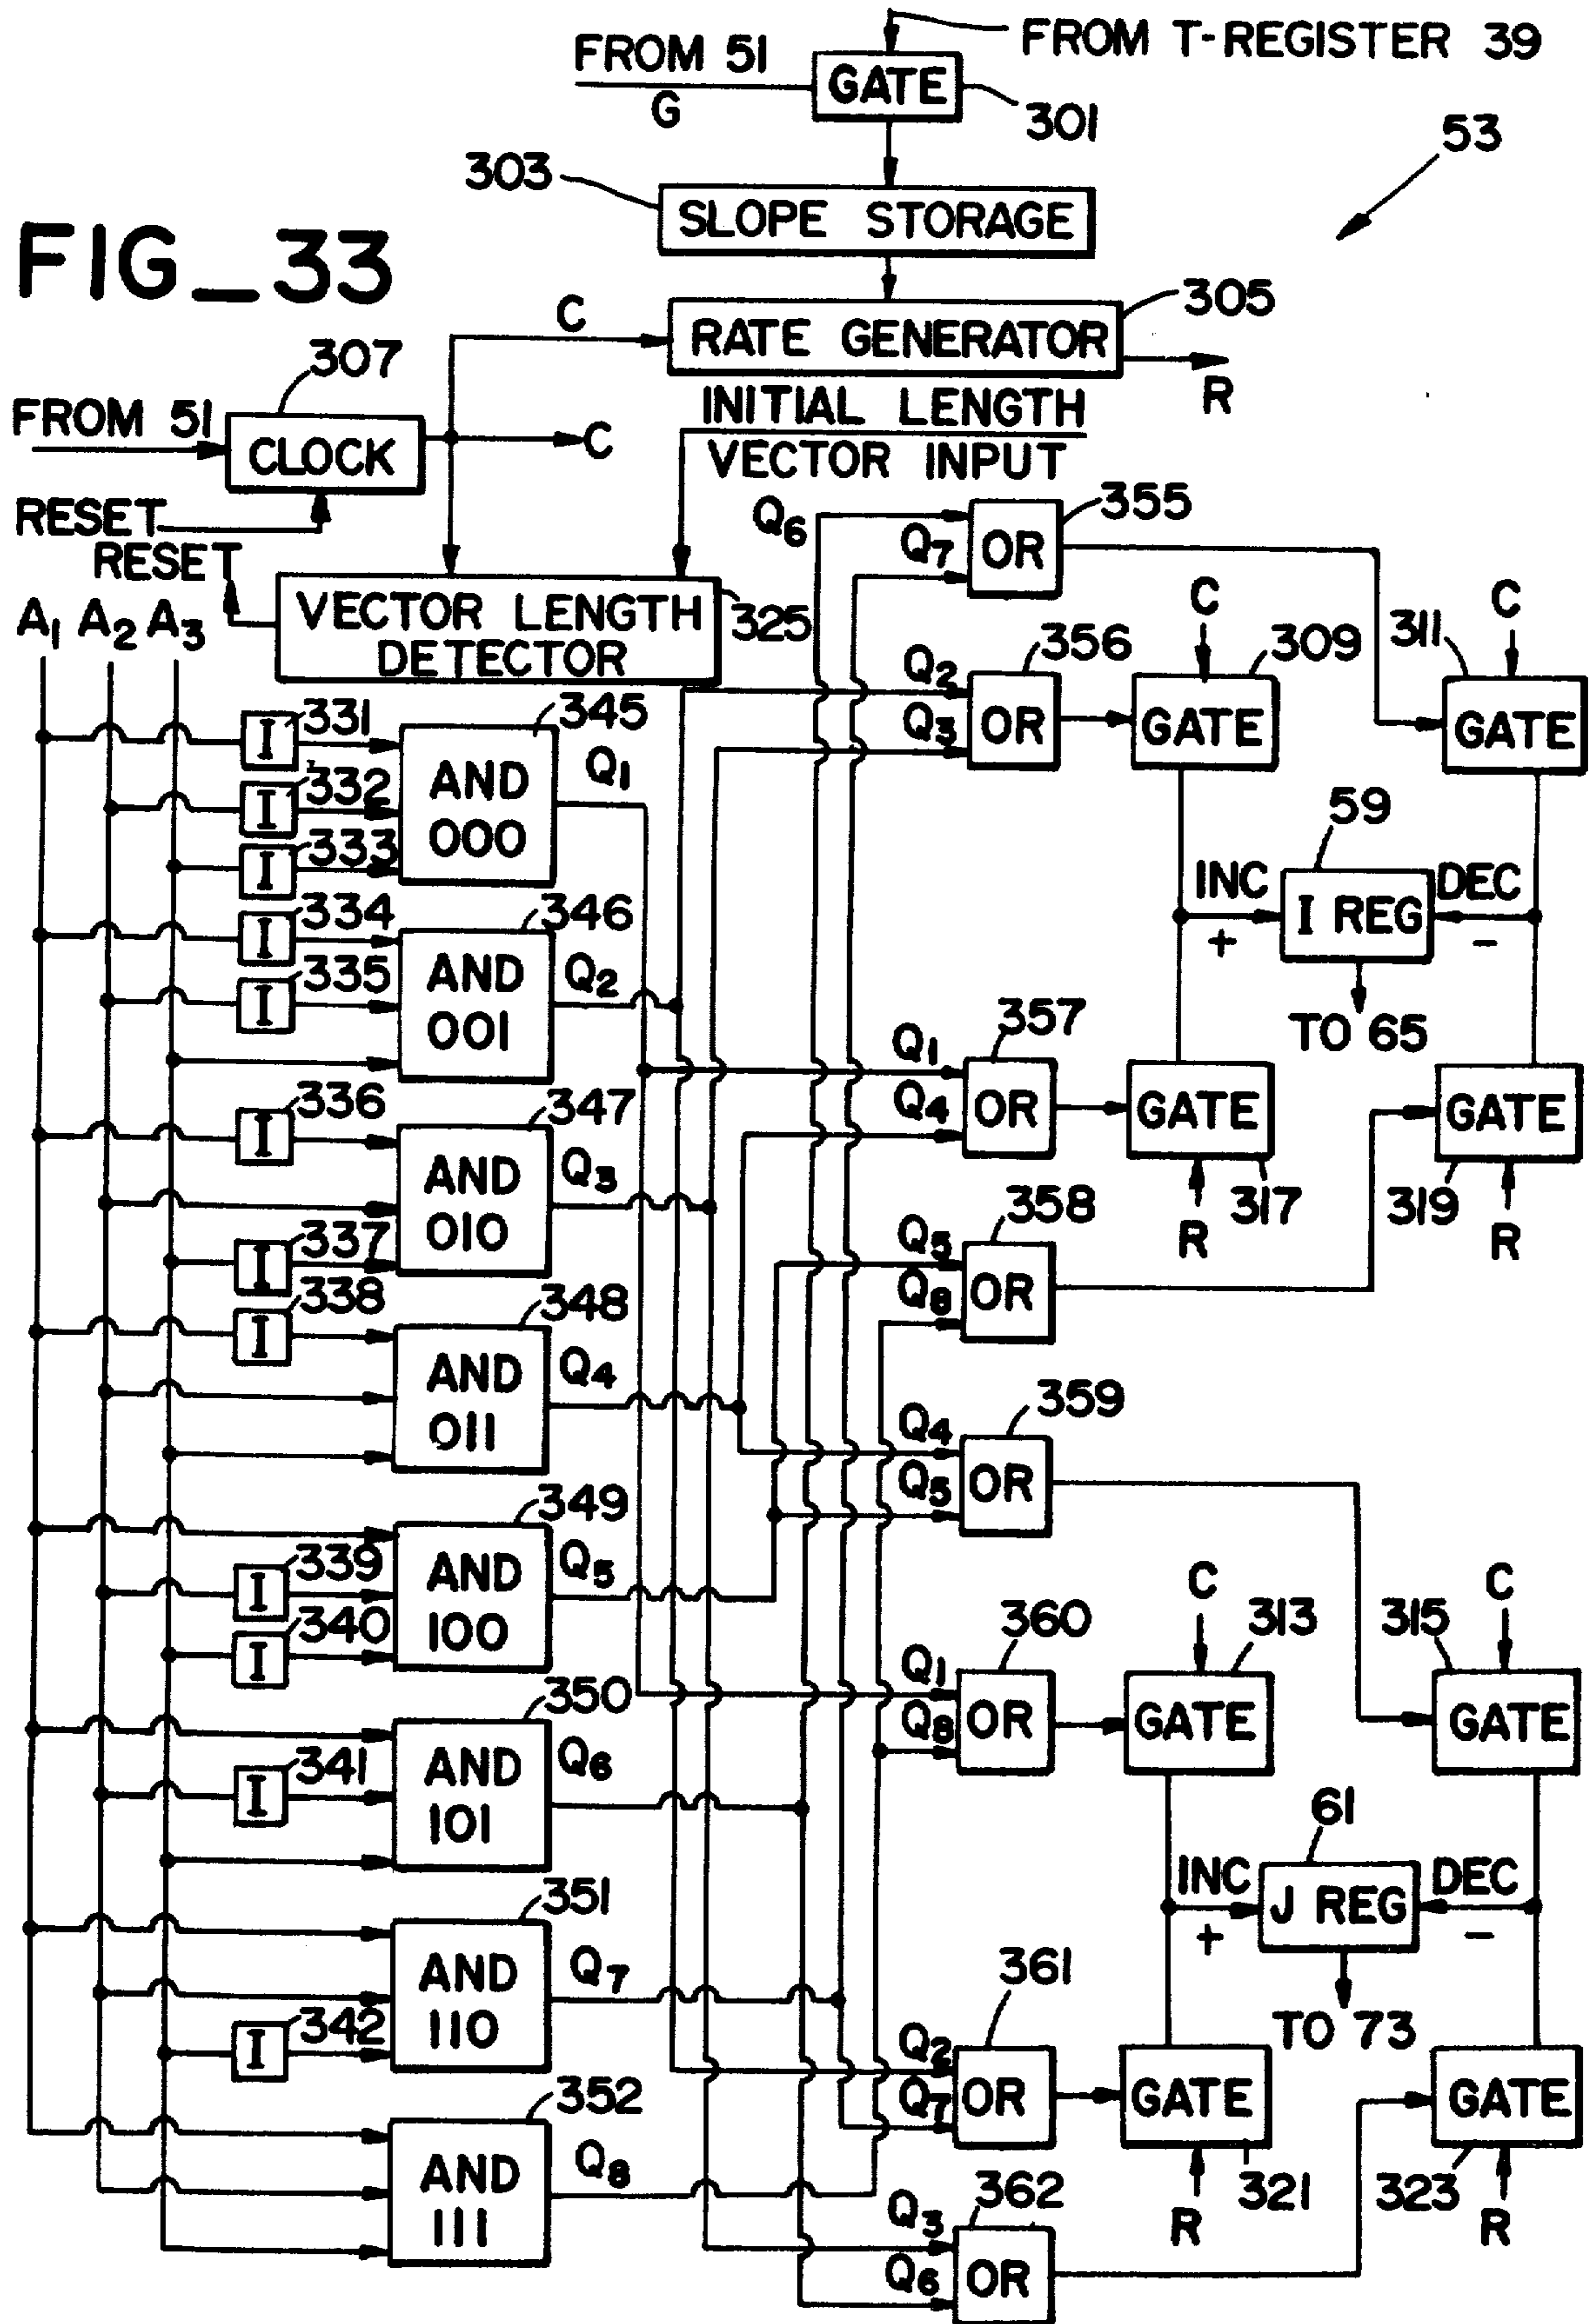 FROM T-REGISTER 39
FROM 51
G
GATE
301
53
303
SLOPE STORAGE
FIG_33
C
305
RATE GENERATOR
R
307
FROM 51
CLOCK
C
INITIAL LENGTH
VECTOR INPUT
RESET
RESET
A1 A2 A3
VECTOR LENGTH
DETECTOR
325
Q6
Q7
OR
355
C
309
311
C
Q2
Q3
OR
356
GATE
GATE
331
I
345
AND
000
Q1
332
I
333
I
59
INC
+
I REG
DEC
-
TO 65
334
I
346
AND
001
Q2
335
I
357
Q1
Q4
OR
GATE
317
R
GATE
319
R
336
I
347
AND
010
Q3
337
I
358
Q5
Q8
OR
338
I
348
AND
011
Q4
359
Q4
Q5
OR
349
AND
100
Q5
339
I
340
I
360
Q1
Q8
OR
C
313
GATE
C
315
GATE
350
AND
101
Q6
341
I
61
INC
+
J REG
DEC
-
TO 73
351
AND
110
Q7
342
I
361
Q2
Q7
OR
GATE
321
R
GATE
323
R
352
AND
111
Q8
362
Q3
Q6
OR